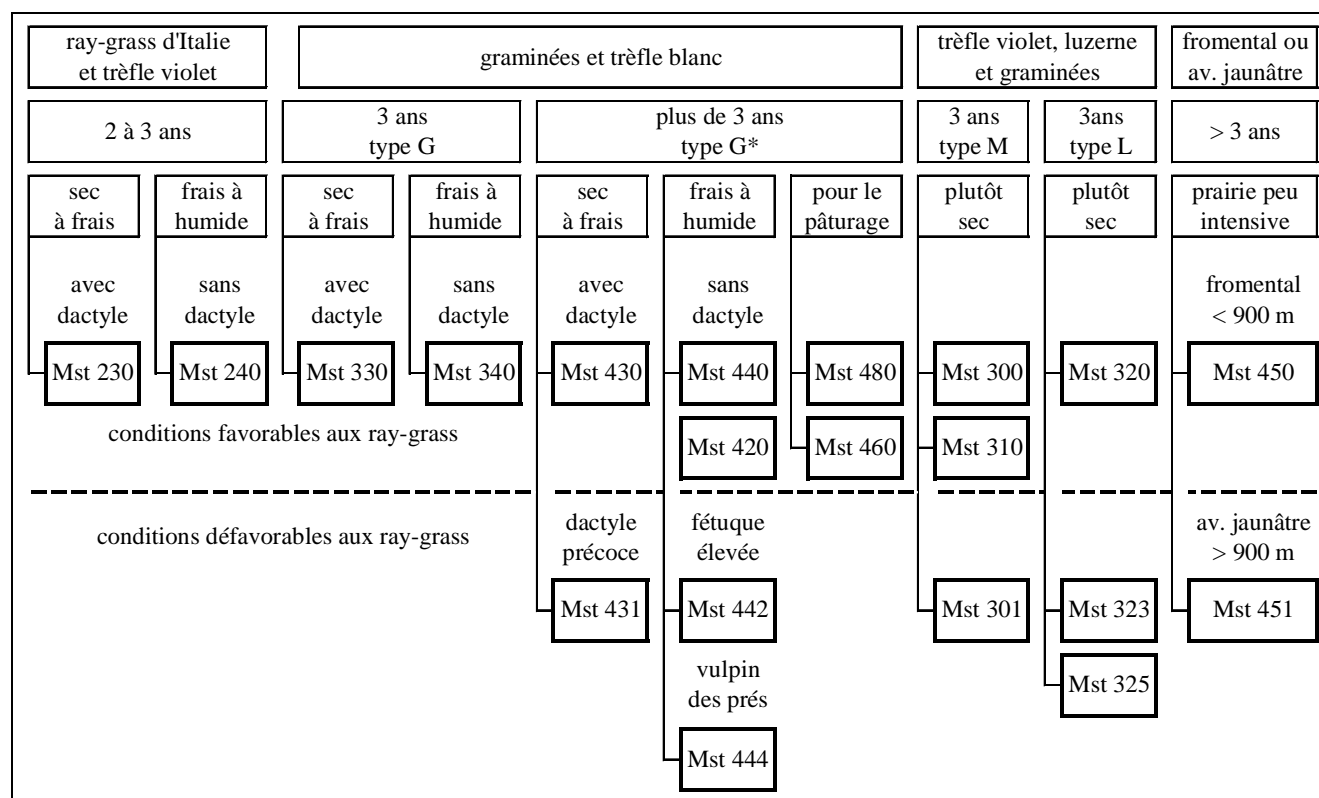 ray-grass d'Italie
et trèfle violet
graminées et trèfle blanc
trèfle violet, luzerne
et graminées
fromental ou
av. jaunâtre
2 à 3 ans
3 ans
type G
plus de 3 ans
type G*
3 ans
type M
3ans
type L
> 3 ans
sec
à frais
frais à
humide
sec
à frais
frais à
humide
sec
à frais
frais à
humide
pour le
pâturage
plutôt
sec
plutôt
sec
prairie peu
intensive
avec
dactyle
sans
dactyle
avec
dactyle
sans
dactyle
avec
dactyle
sans
dactyle
fromental
< 900 m
Mst 230
Mst 240
Mst 330
Mst 340
Mst 430
Mst 440
Mst 480
Mst 300
Mst 320
Mst 450
conditions favorables aux ray-grass
Mst 420
Mst 460
Mst 310
conditions défavorables aux ray-grass
dactyle
précoce
fétuque
élevée
av. jaunâtre
> 900 m
Mst 431
Mst 442
Mst 301
Mst 323
Mst 451
vulpin
des prés
Mst 325
Mst 444